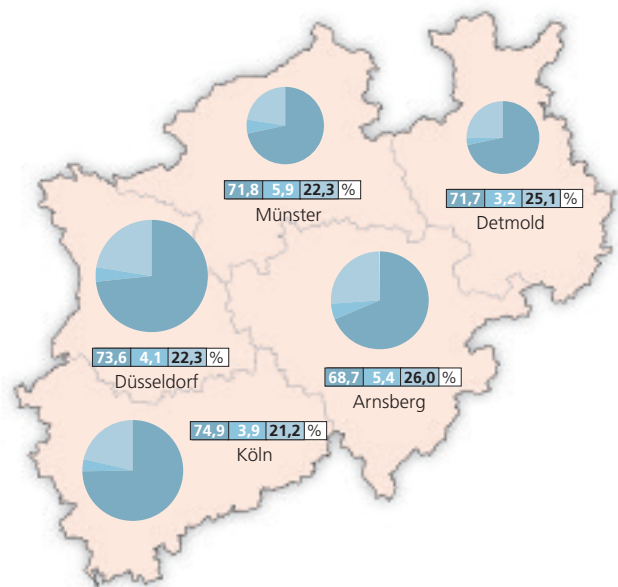 71,8 5,9 22,3 %
Münster
71,7 3,2 25,1 %
Detmold
73,6 4,1 22,3 %
Düsseldorf
68,7 5,4 26,0 %
Arnsberg
74,9 3,9 21,2 %
Köln